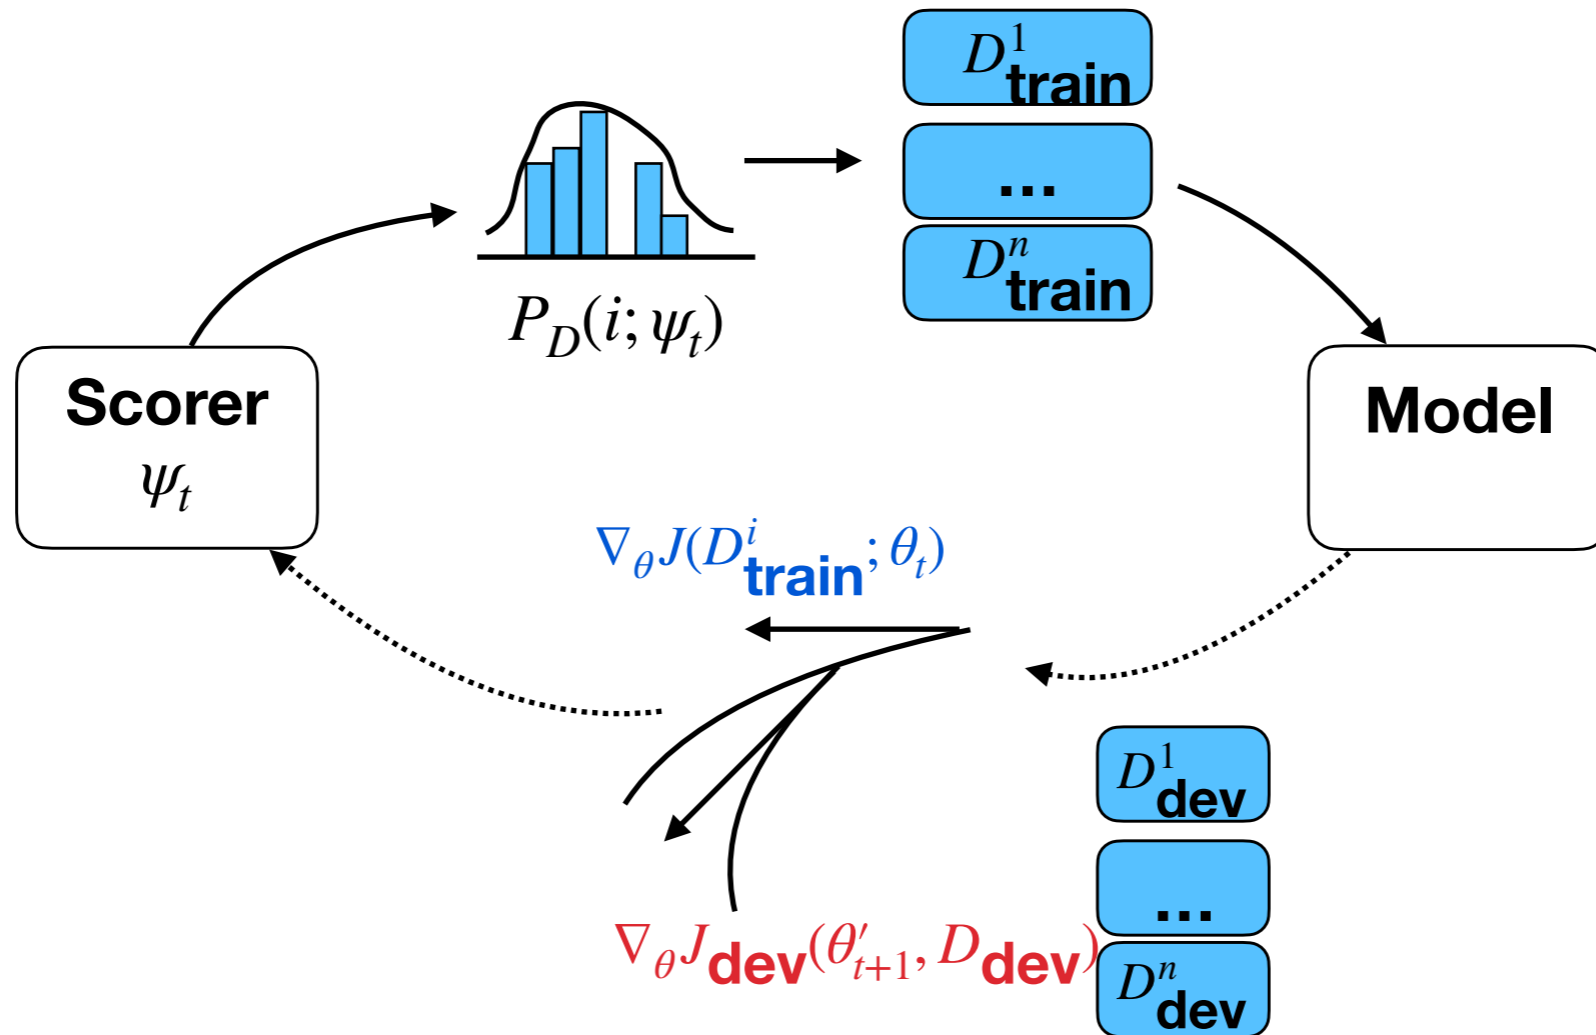 D^1_train
...
D^n_train
P_D(i; ψ_t)
Scorer
ψ_t
Model
∇_θ J(D^i_train; θ_t)
D^1_dev
...
D^n_dev
∇_θ J_dev(θ'_{t+1}, D_dev)